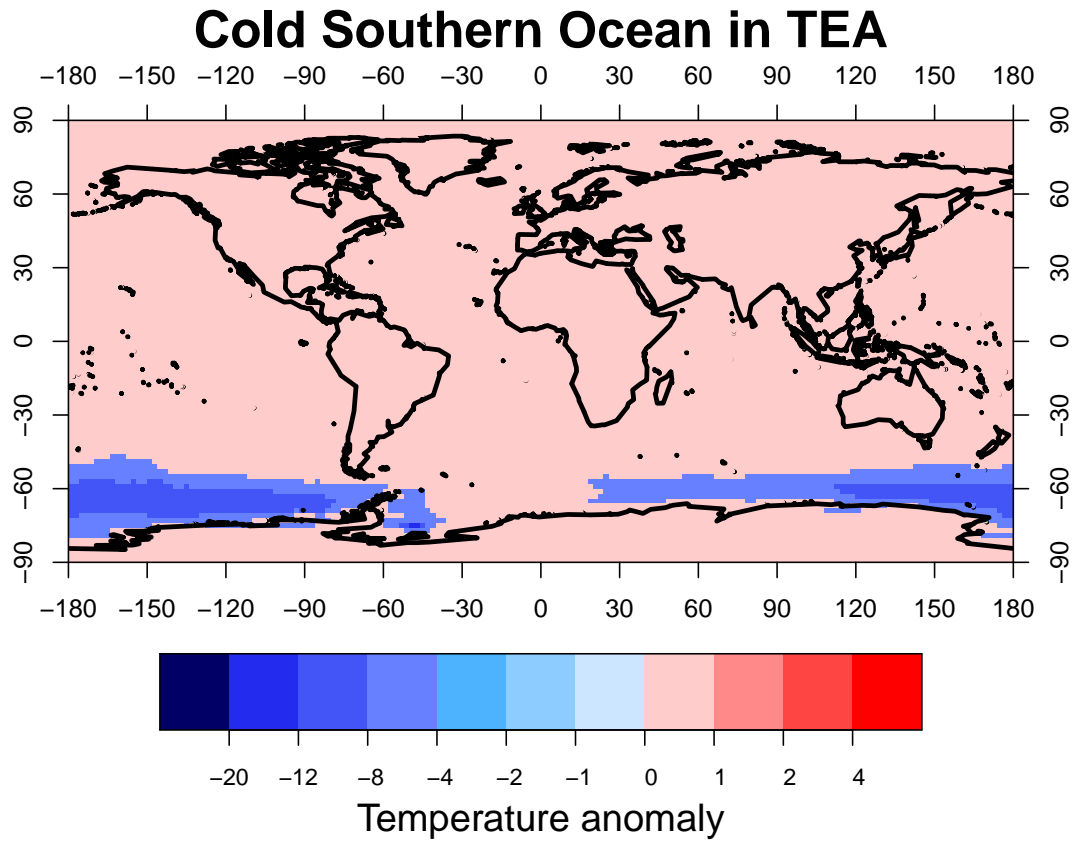 Cold Southern Ocean in TEA
−180 −150 −120 −90 −60 −30 0 30 60 90 120 150 180
90 90
60 60
30 30
0 0
−30 −30
−60 −60
−90 −90
−180 −150 −120 −90 −60 −30 0 30 60 90 120 150 180
−20 −12 −8 −4 −2 −1 0 1 2 4
Temperature anomaly